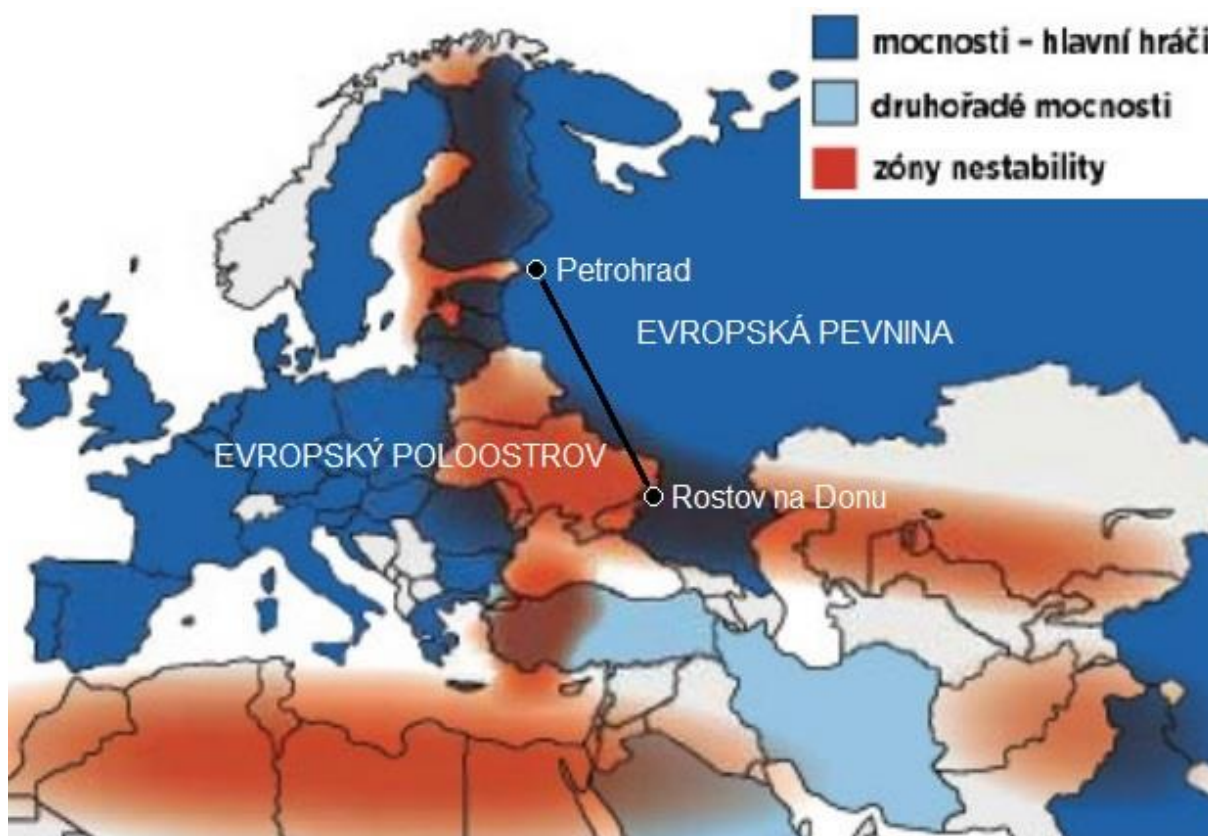 mocnosti – hlavní hráči
druhořadé mocnosti
zóny nestability
Petrohrad
EVROPSKÁ PEVNINA
EVROPSKÝ POLOOSTROV
Rostov na Donu